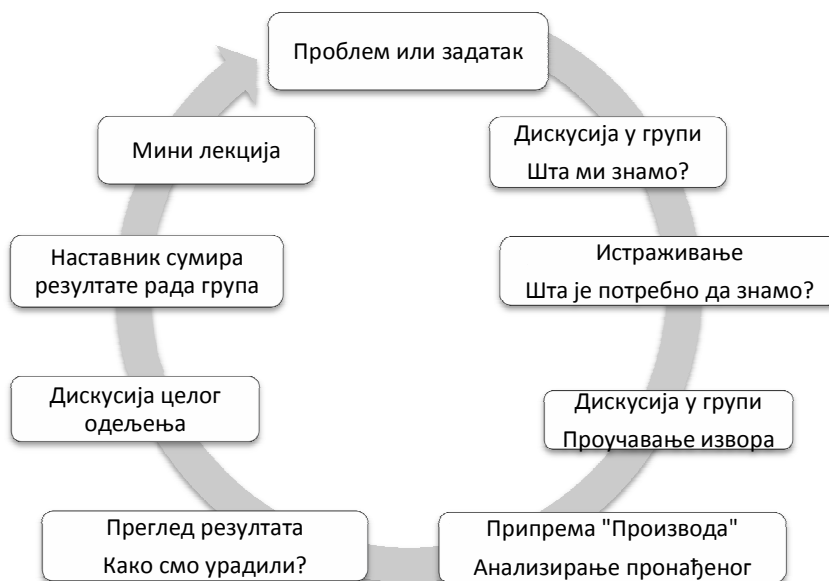 Проблем или задатак
Дискусија у групи
Шта ми знамо?
Истраживање
Шта је потребно да знамо?
Дискусија у групи
Проучавање извора
Припрема "Производа"
Анализирање пронађеног
Преглед резултата
Како смо урадили?
Дискусија целог
одељења
Наставник сумира
резултате рада група
Мини лекција